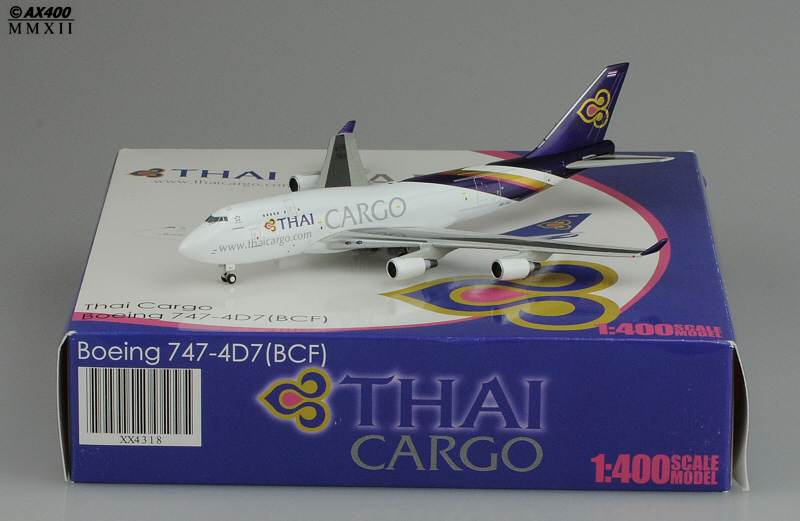 © AX400
MMXII
THAI
www.thaicargo.com
THAI CARGO
www.thaicargo.com
Thai Cargo
Boeing 747-4D7(BCF)
1:400 SCALE MODEL
Boeing 747-4D7(BCF)
XX4318
THAI
CARGO
1:400 SCALE MODEL